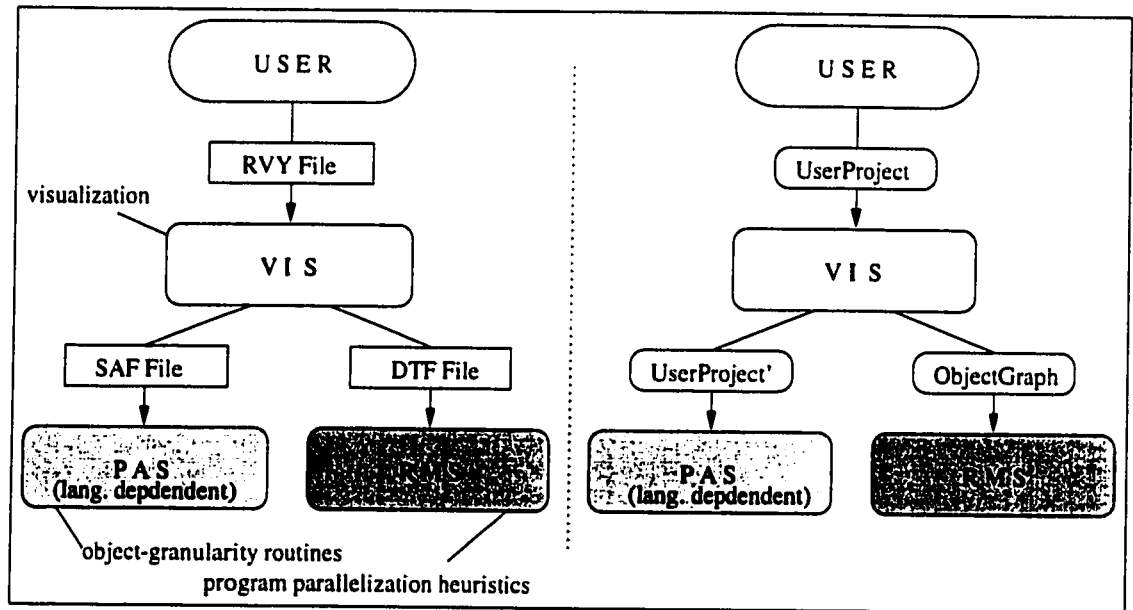 USER
RVY File
visualization
VIS
SAF File
DTF File
PAS
(lang. depdendent)
RMS
object-granularity routines
program parallelization heuristics
USER
UserProject
VIS
UserProject'
ObjectGraph
PAS
(lang. depdendent)
RMS